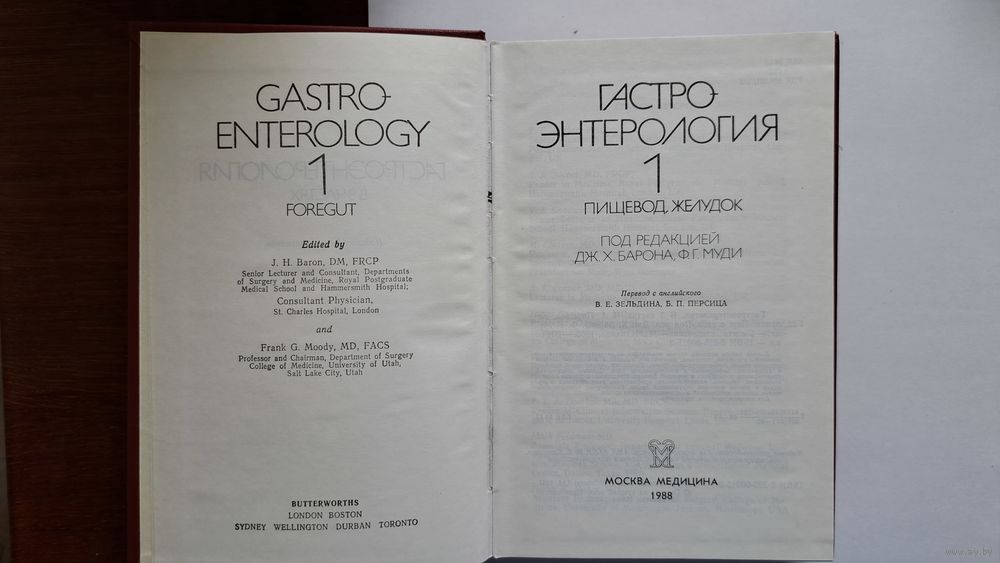 GASTRO-
ENTEROLOGY
1
FOREGUT
Edited by
J. H. Baron, DM, FRCP
Senior Lecturer and Consultant, Departments
of Surgery and Medicine, Royal Postgraduate
Medical School and Hammersmith Hospital;
Consultant Physician,
St. Charles Hospital, London
and
Frank G. Moody, MD, FACS
Professor and Chairman, Department of Surgery
College of Medicine, University of Utah,
Salt Lake City, Utah
BUTTERWORTHS
LONDON BOSTON
SYDNEY WELLINGTON DURBAN TORONTO
ГАСТРО-
ЭНТЕРОЛОГИЯ
1
ПИЩЕВОД, ЖЕЛУДОК
ПОД РЕДАКЦИЕЙ
ДЖ. Х. БАРОНА, Ф. Г. МУДИ
Перевод с английского
В. Е. ЗЕЛЬДИНА, Б. П. ПЕРСИЦА
МОСКВА МЕДИЦИНА
1988
www.ay.by